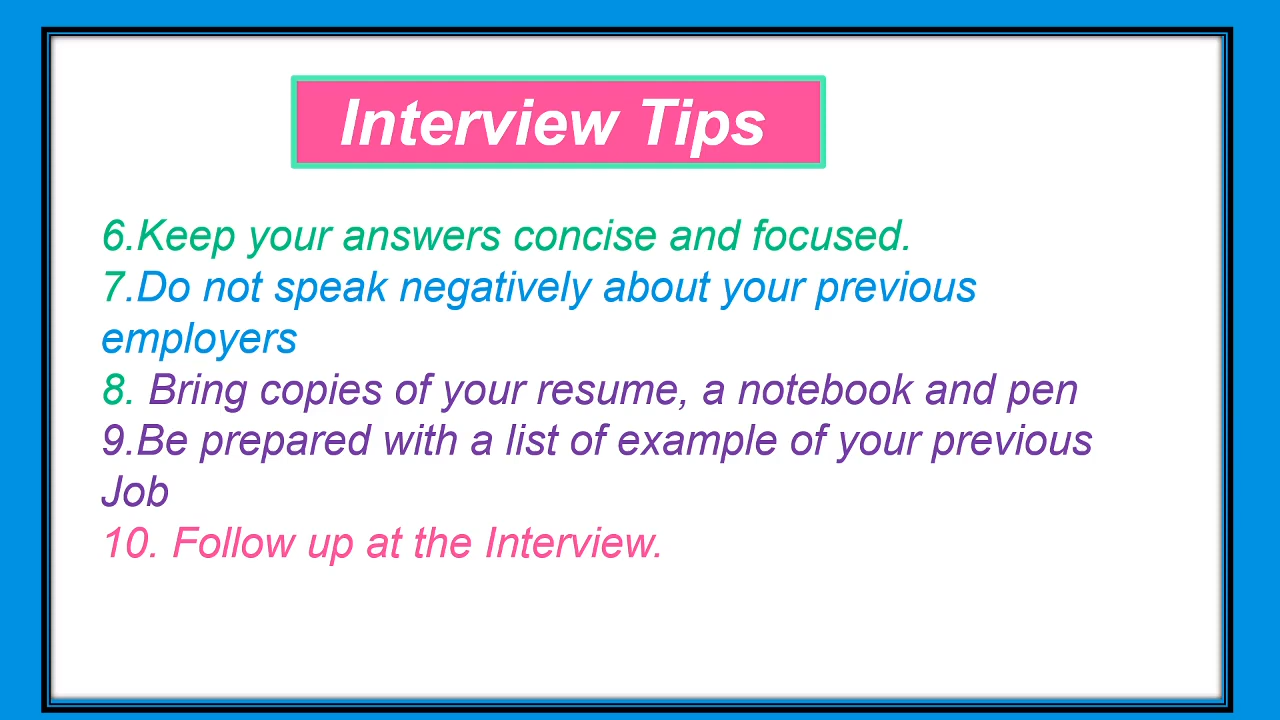 Interview Tips
6.Keep your answers concise and focused.
7.Do not speak negatively about your previous
employers
8. Bring copies of your resume, a notebook and pen
9.Be prepared with a list of example of your previous
Job
10. Follow up at the Interview.